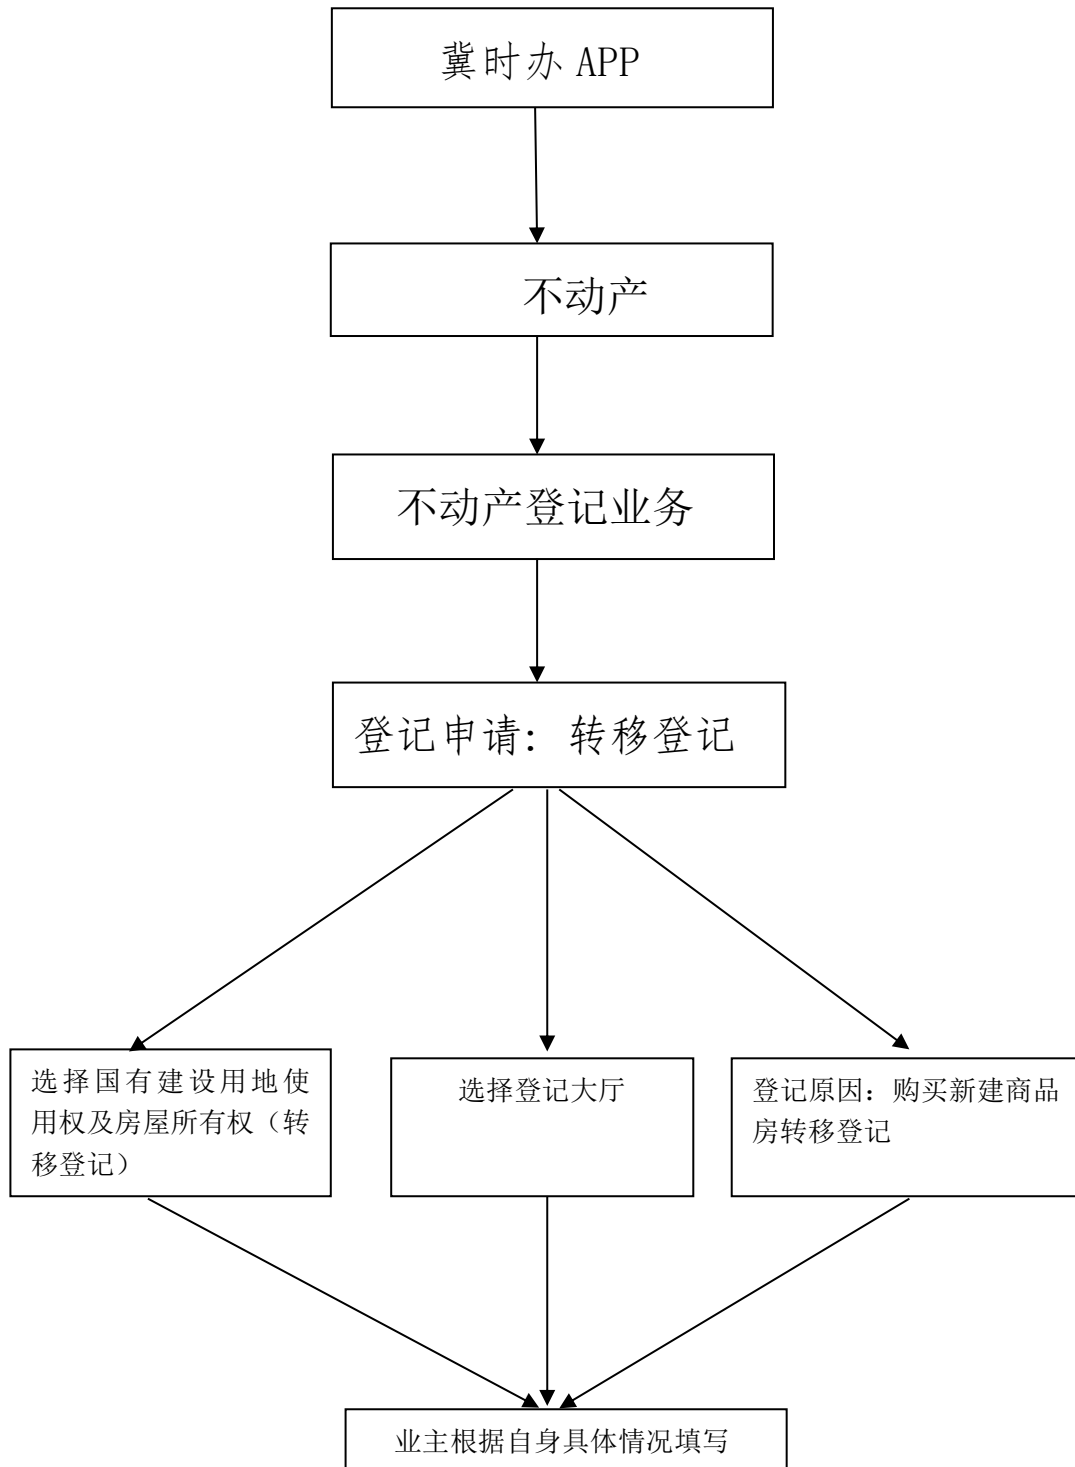 冀时办 APP
不动产
不动产登记业务
登记申请：转移登记
选择国有建设用地使
用权及房屋所有权（转
移登记）
选择登记大厅
登记原因：购买新建商品
房转移登记
业主根据自身具体情况填写